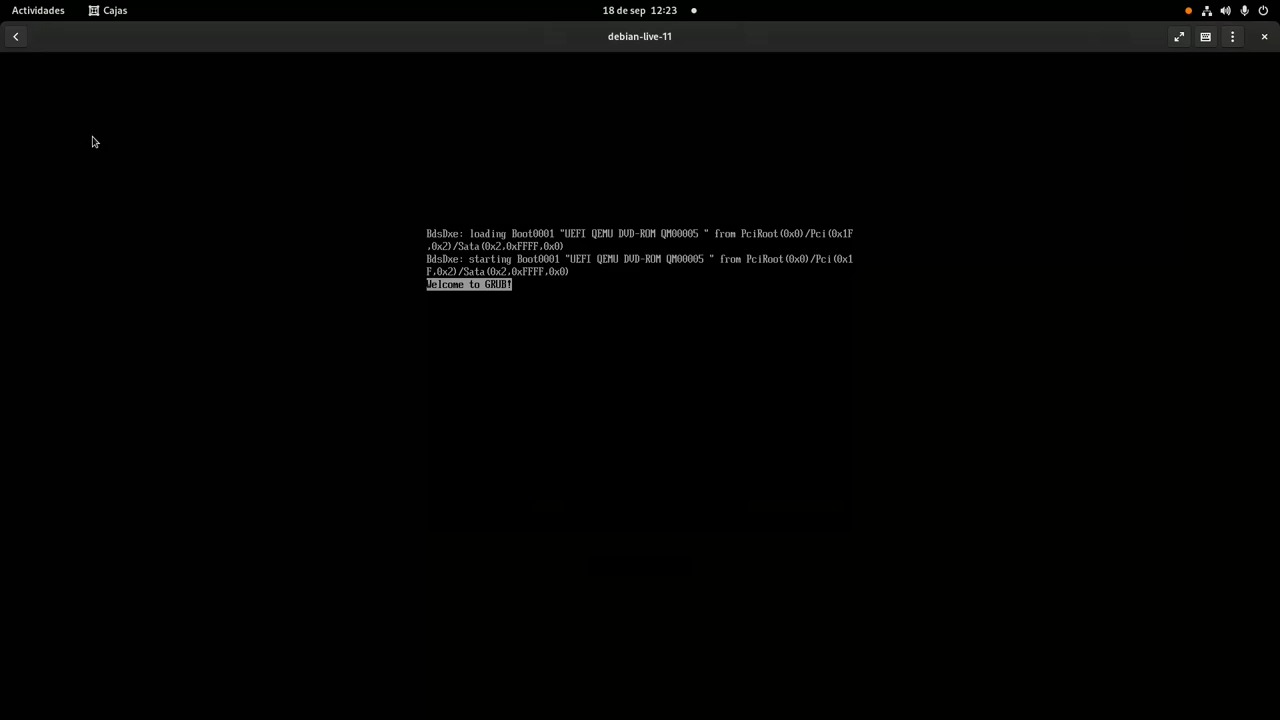 Actividades
Cajas
18 de sep 12:23
debian-live-11
BdsDxe: loading Boot0001 "UEFI QEMU DVD-ROM QM00005 " from PciRoot(0x0)/Pci(0x1F
,0x2)/Sata(0x2,0xFFFF,0x0)
BdsDxe: starting Boot0001 "UEFI QEMU DVD-ROM QM00005 " from PciRoot(0x0)/Pci(0x1
F,0x2)/Sata(0x2,0xFFFF,0x0)
Welcome to GRUB!